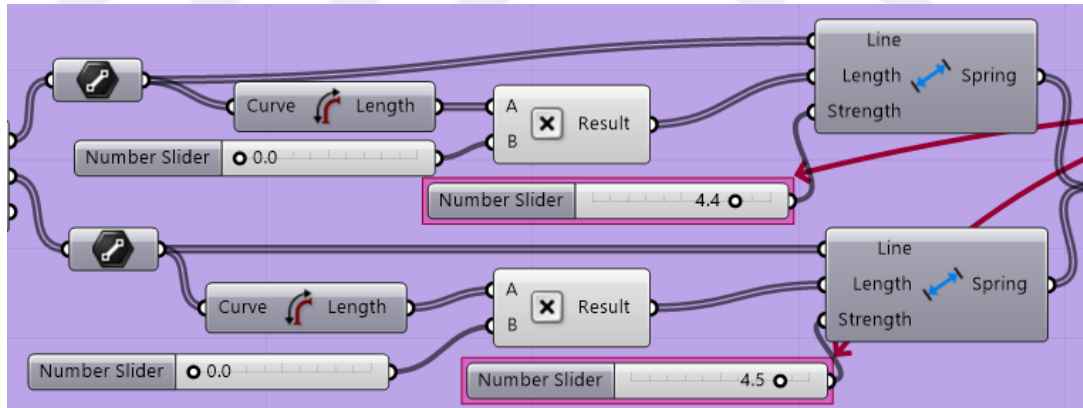 Line
Length Spring
Strength
Curve Length
A
B
Result
Number Slider 0.0
Number Slider 4.4
Line
Length Spring
Strength
Curve Length
A
B
Result
Number Slider 0.0
Number Slider 4.5